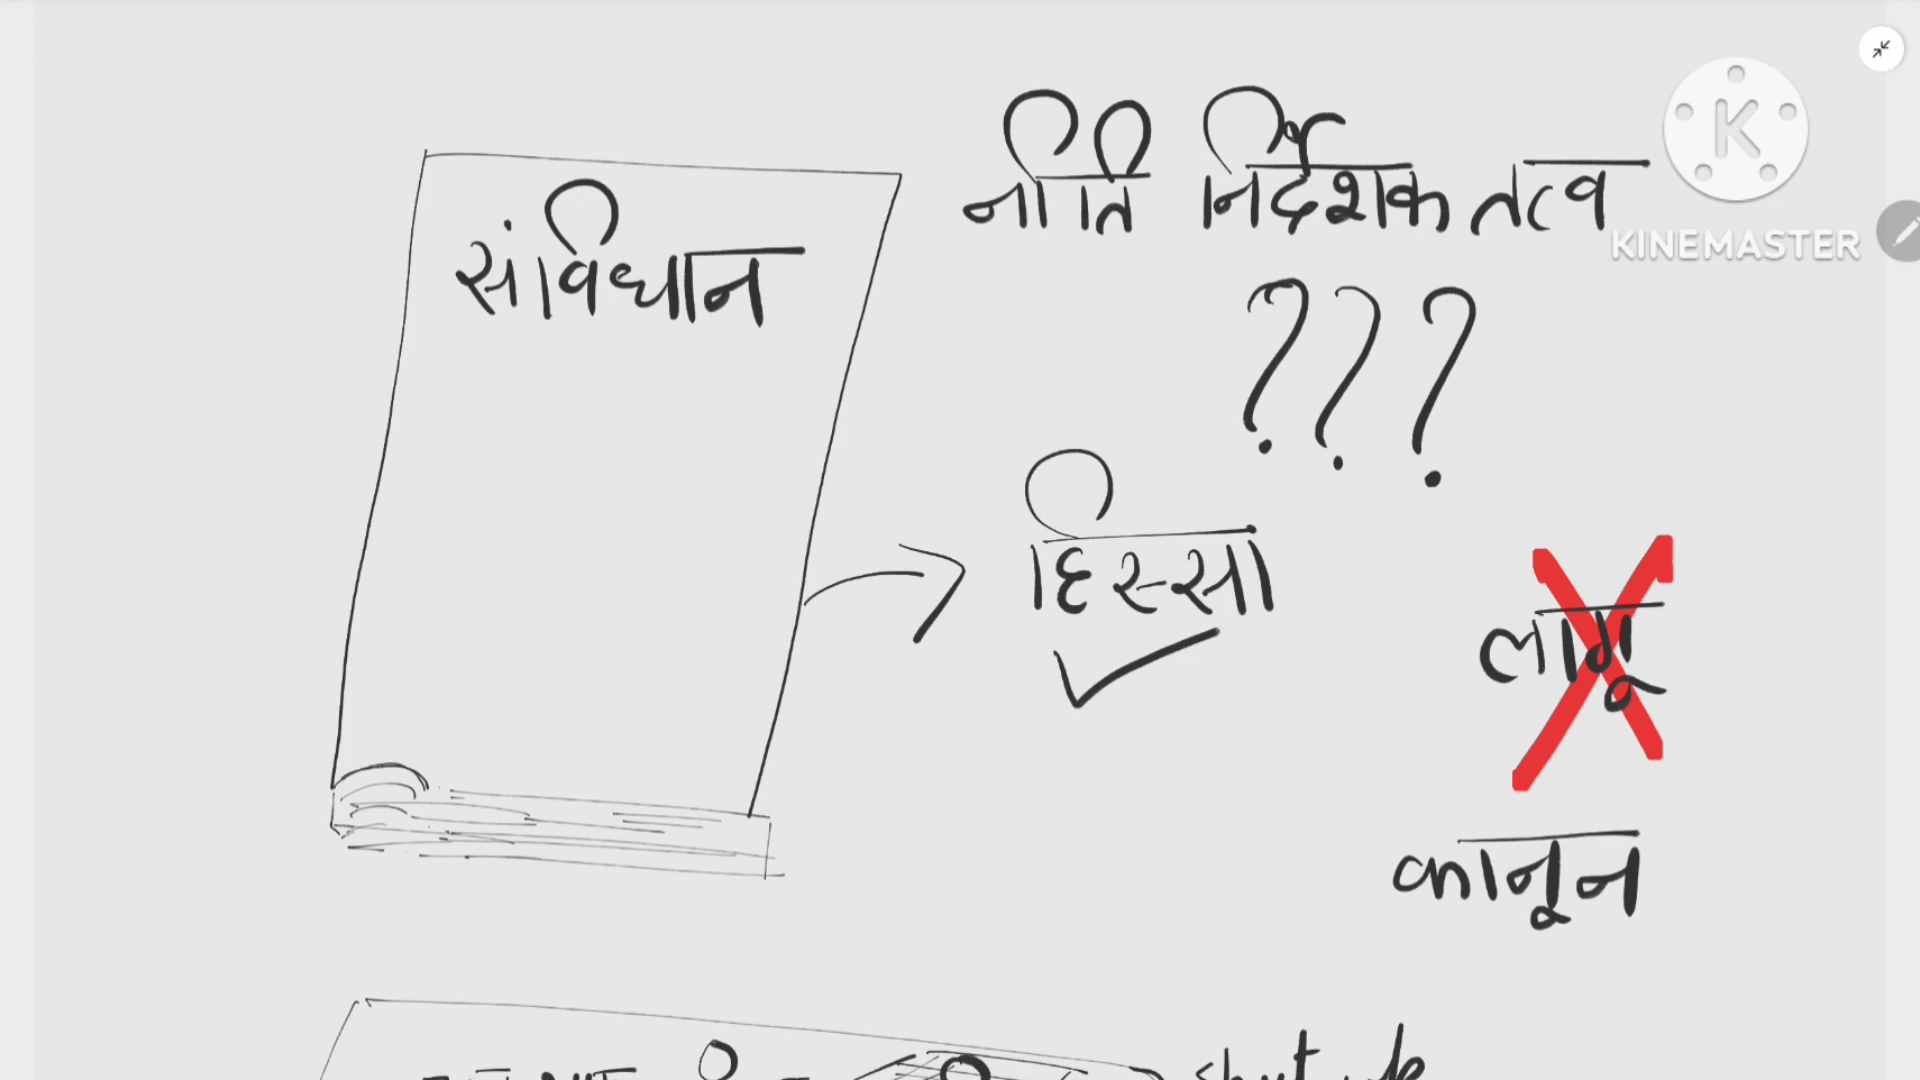 नीति निर्देशक तत्व
संविधान
???
हिस्सा
लागू
कानून
K
KINEMASTER